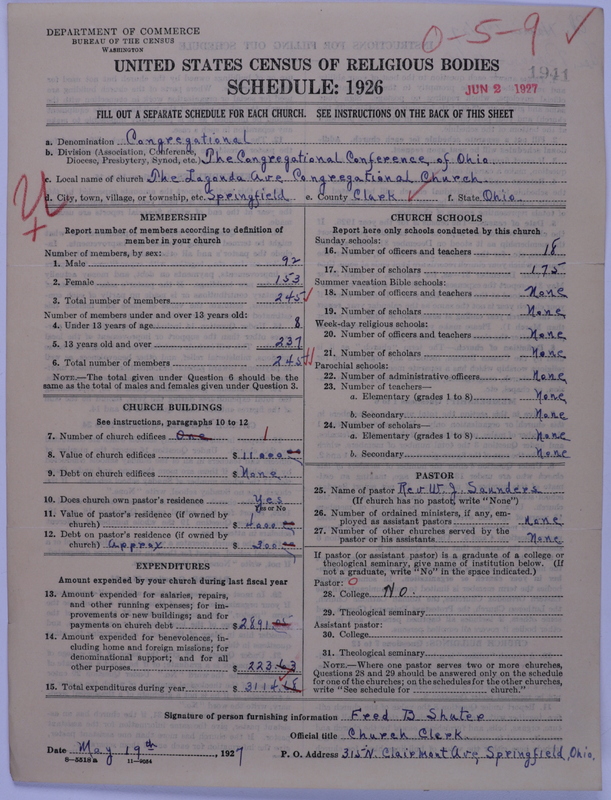 DEPARTMENT OF COMMERCE
BUREAU OF THE CENSUS
WASHINGTON
0-5-9 ✓
1941
JUN 2 1927
UNITED STATES CENSUS OF RELIGIOUS BODIES
SCHEDULE: 1926
FILL OUT A SEPARATE SCHEDULE FOR EACH CHURCH. SEE INSTRUCTIONS ON THE BACK OF THIS SHEET
a. Denomination Congregational
b. Division (Association, Conference, Diocese, Presbytery, Synod, etc.) The Congregational Conference of Ohio
c. Local name of church The Lagonda Ave Congregational Church
d. City, town, village, or township, etc. Springfield e. County Clark f. State Ohio
MEMBERSHIP
Report number of members according to definition of
member in your church
Number of members, by sex:
1. Male 92
2. Female 153
3. Total number of members 245
Number of members under and over 13 years old:
4. Under 13 years of age 8
5. 13 years old and over 237
6. Total number of members 245
NOTE.—The total given under Question 6 should be the
same as the total of males and females given under Question 3.
CHURCH BUILDINGS
See instructions, paragraphs 10 to 12
7. Number of church edifices One 1
8. Value of church edifices $ 11,000 00
9. Debt on church edifices $ None
10. Does church own pastor's residence Yes
Yes or No
11. Value of pastor's residence (if owned by
church) $ 4000 00
12. Debt on pastor's residence (if owned by
church) Approx $ 300 00
EXPENDITURES
Amount expended by your church during last fiscal year
13. Amount expended for salaries, repairs,
and other running expenses; for im-
provements or new buildings; and for
payments on church debt $ 2891.05
14. Amount expended for benevolences, in-
cluding home and foreign missions; for
denominational support; and for all
other purposes $ 223.43
15. Total expenditures during year $ 3114
CHURCH SCHOOLS
Report here only schools conducted by this church
Sunday schools:
16. Number of officers and teachers 18
17. Number of scholars 175
Summer vacation Bible schools:
18. Number of officers and teachers None
19. Number of scholars None
Week-day religious schools:
20. Number of officers and teachers None
21. Number of scholars None
Parochial schools:
22. Number of administrative officers None
23. Number of teachers—
a. Elementary (grades 1 to 8) None
b. Secondary None
24. Number of scholars—
a. Elementary (grades 1 to 8) None
b. Secondary None
PASTOR
25. Name of pastor Rev W. J. Saunders
(If church has no pastor, write "None")
26. Number of ordained ministers, if any, em-
ployed as assistant pastors None
27. Number of other churches served by the
pastor or his assistants None
If pastor (or assistant pastor) is a graduate of a college or
theological seminary, give name of institution below. (If
not a graduate, write "No" in the space indicated.)
Pastor: 0
28. College No.
29. Theological seminary
Assistant pastor:
30. College
31. Theological seminary
NOTE.—Where one pastor serves two or more churches,
Questions 28 and 29 should be answered only on the schedule
for one of the churches; on the schedules for the other churches,
write "See schedule for church."
Signature of person furnishing information Fred B. Shuter
Official title Church Clerk
Date May 19th, 1927 P. O. Address 315 N. Clairmont Ave, Springfield, Ohio.
8-5518 a 11-9054